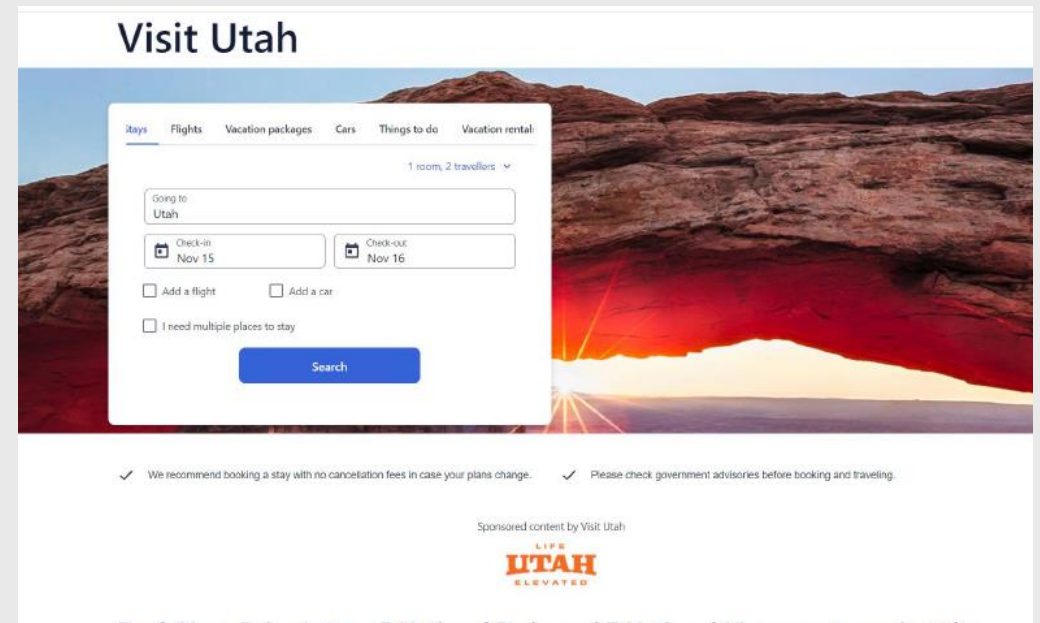 Visit Utah
Stays Flights Vacation packages Cars Things to do Vacation rental
1 room, 2 travellers
Going to
Utah
Check-in Check-out
Nov 15 Nov 16
Add a flight Add a car
I need multiple places to stay
Search
We recommend booking a stay with no cancellation fees in case your plans change. Please check government advisories before booking and traveling.
Sponsored content by Visit Utah
LIFE
UTAH
ELEVATED